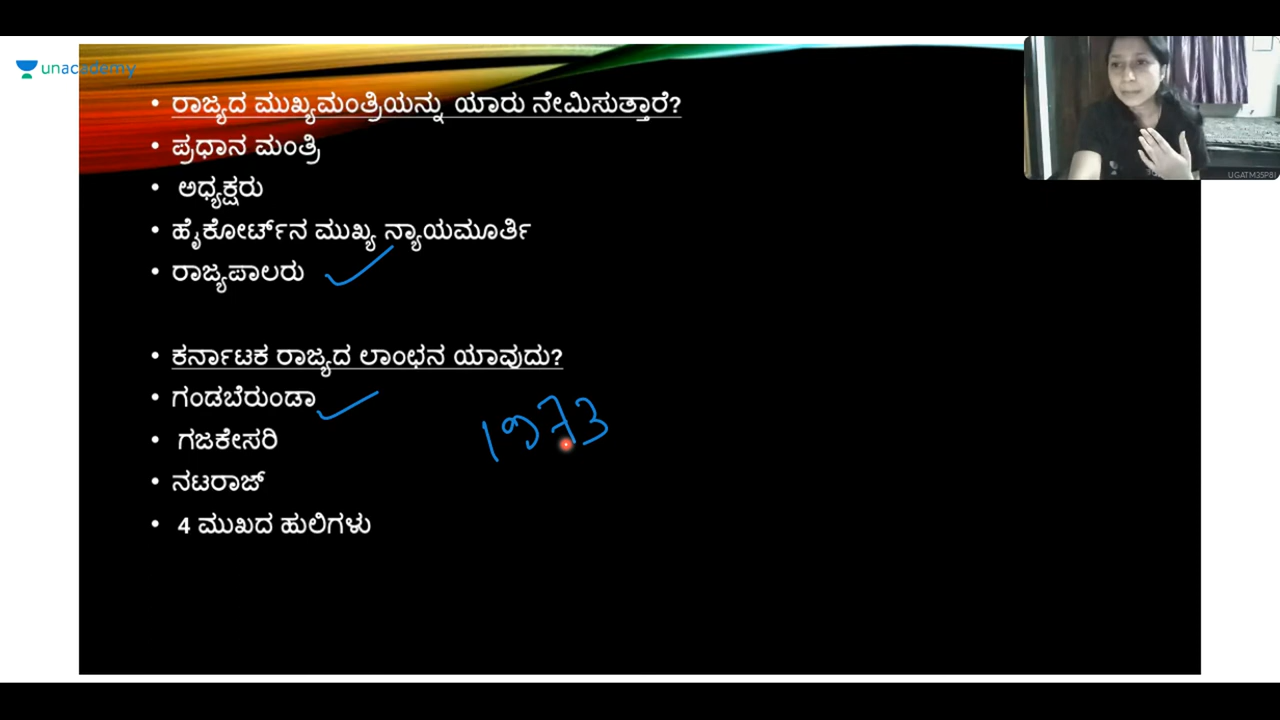 unacademy
• ರಾಜ್ಯದ ಮುಖ್ಯಮಂತ್ರಿಯನ್ನು ಯಾರು ನೇಮಿಸುತ್ತಾರೆ?
• ಪ್ರಧಾನ ಮಂತ್ರಿ
• ಅಧ್ಯಕ್ಷರು
• ಹೈಕೋರ್ಟ್‌ನ ಮುಖ್ಯ ನ್ಯಾಯಮೂರ್ತಿ
• ರಾಜ್ಯಪಾಲರು
• ಕರ್ನಾಟಕ ರಾಜ್ಯದ ಲಾಂಛನ ಯಾವುದು?
• ಗಂಡಬೆರುಂಡಾ
• ಗಜಕೇಸರಿ
1973
• ನಟರಾಜ್
• 4 ಮುಖದ ಹುಲಿಗಳು
UGATM3SP8I